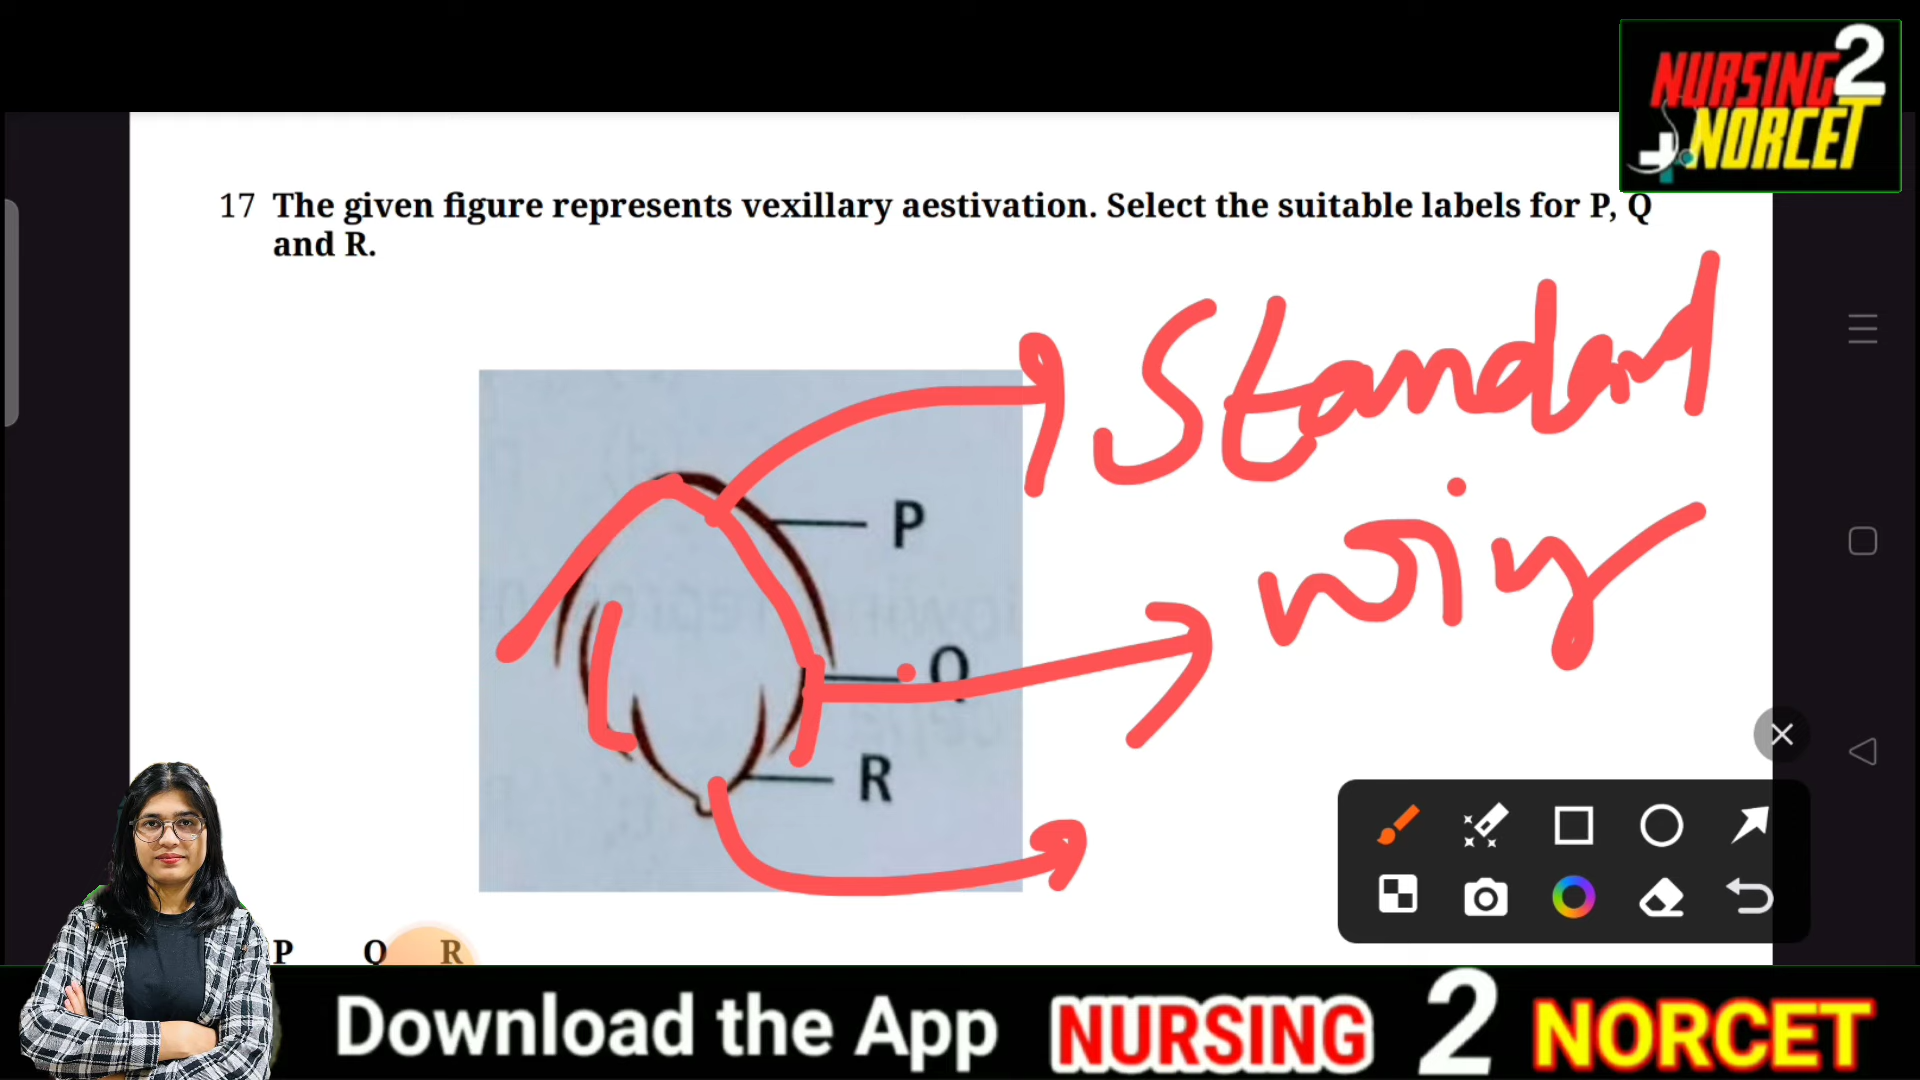 NURSING 2
NORCET
17 The given figure represents vexillary aestivation. Select the suitable labels for P, Q
and R.
Standard
P
wing
Q
R
P Q R
Download the App NURSING 2 NORCET